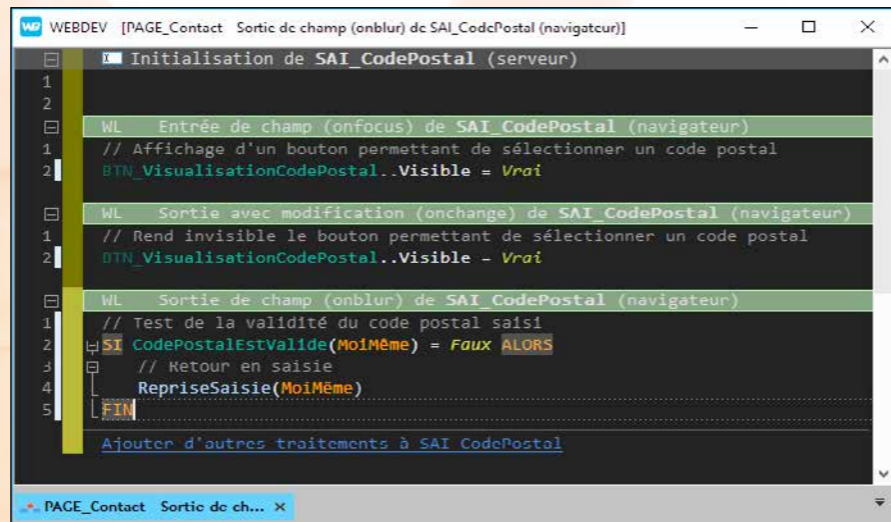 WD WEBDEV [PAGE_Contact Sortie de champ (onblur) de SAI_CodePostal (navigateur)]
Initialisation de SAI_CodePostal (serveur)
1
2
WL Entrée de champ (onfocus) de SAI_CodePostal (navigateur)
1 // Affichage d'un bouton permettant de sélectionner un code postal
2 BTN_VisualisationCodePostal..Visible = Vrai
WL Sortie avec modification (onchange) de SAI_CodePostal (navigateur)
1 // Rend invisible le bouton permettant de sélectionner un code postal
2 BTN_VisualisationCodePostal..Visible = Vrai
WL Sortie de champ (onblur) de SAI_CodePostal (navigateur)
1 // Test de la validité du code postal saisi
2 SI CodePostalEstValide(MoiMême) = Faux ALORS
3 // Retour en saisie
4 RepriseSaisie(MoiMême)
5 FIN
Ajouter d'autres traitements à SAI_CodePostal
PAGE_Contact Sortie de ch... ×